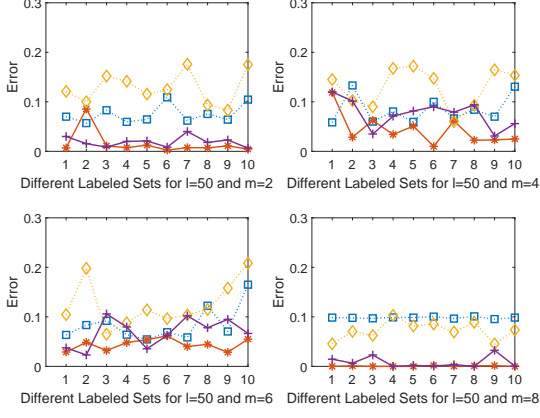 0.3 0.3
0.2 0.2
Error Error
0.1 0.1
0 0
1 2 3 4 5 6 7 8 9 10 1 2 3 4 5 6 7 8 9 10
Different Labeled Sets for l=50 and m=2 Different Labeled Sets for l=50 and m=4
0.3 0.3
0.2 0.2
Error Error
0.1 0.1
0 0
1 2 3 4 5 6 7 8 9 10 1 2 3 4 5 6 7 8 9 10
Different Labeled Sets for l=50 and m=6 Different Labeled Sets for l=50 and m=8